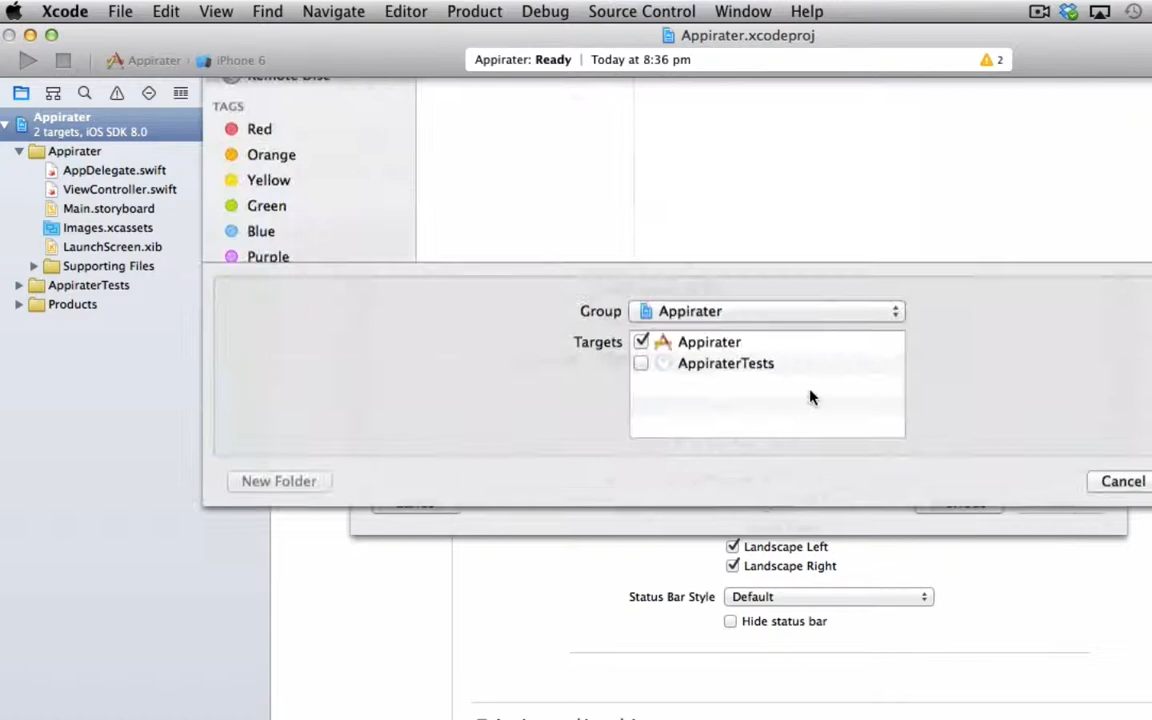 Xcode File Edit View Find Navigate Editor Product Debug Source Control Window Help
Appirater.xcodeproj
Appirater iPhone 6
Appirater: Ready | Today at 8:36 pm
2
Remote Disc
TAGS
Red
Orange
Yellow
Green
Blue
Purple
Appirater
2 targets, iOS SDK 8.0
Appirater
AppDelegate.swift
ViewController.swift
Main.storyboard
Images.xcassets
LaunchScreen.xib
Supporting Files
AppiraterTests
Products
Group Appirater
Targets Appirater
AppiraterTests
New Folder
Cancel
Landscape Left
Landscape Right
Status Bar Style Default
Hide status bar